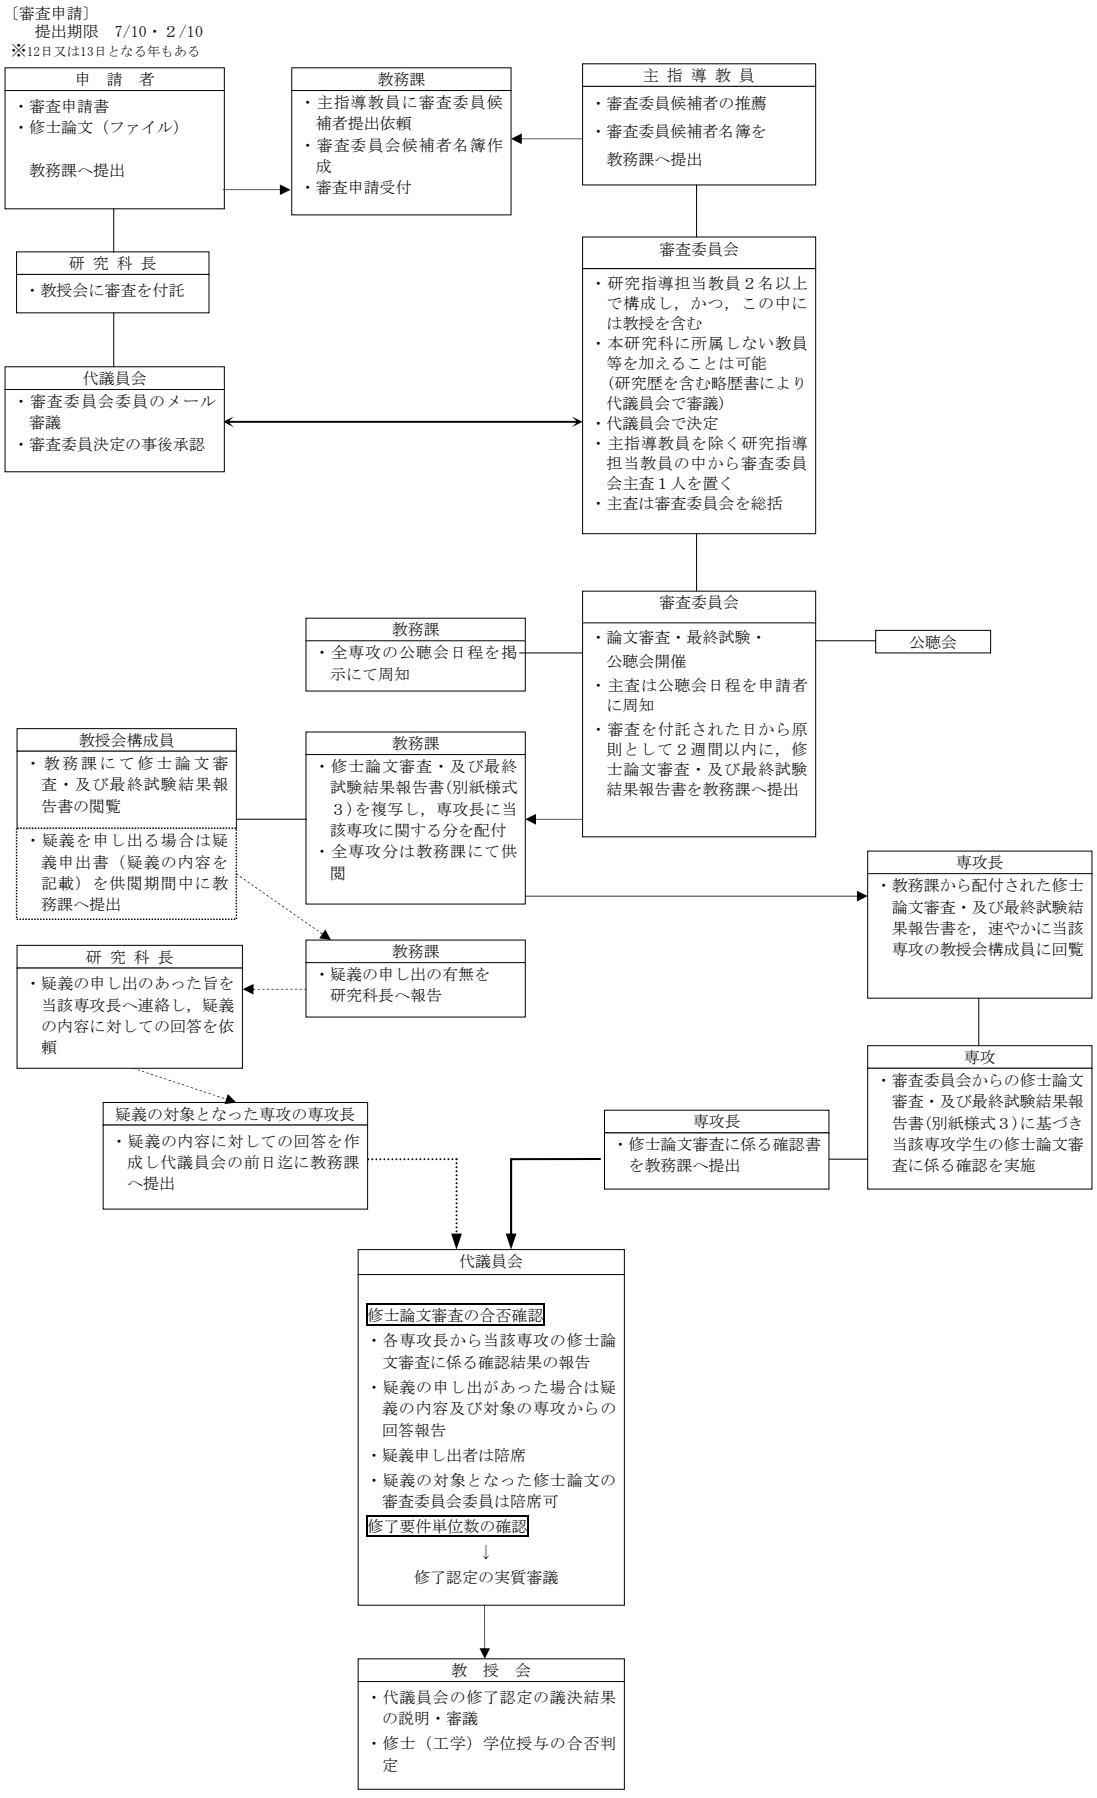 〔審査申請〕
提出期限　7/10・２/10
※12日又は13日となる年もある
申　請　者
・審査申請書
・修士論文（ファイル）
教務課へ提出
教務課
・主指導教員に審査委員候
補者提出依頼
・審査委員会候補者名簿作
成
・審査申請受付
主 指 導 教 員
・審査委員候補者の推薦
・審査委員候補者名簿を
教務課へ提出
研 究 科 長
・教授会に審査を付託
代議員会
・審査委員会委員のメール
審議
・審査委員決定の事後承認
審査委員会
・研究指導担当教員２名以上
で構成し，かつ，この中に
は教授を含む
・本研究科に所属しない教員
等を加えることは可能
(研究歴を含む略歴書により
代議員会で審議)
・代議員会で決定
・主指導教員を除く研究指導
担当教員の中から審査委員
会主査１人を置く
・主査は審査委員会を総括
審査委員会
・論文審査・最終試験・
公聴会開催
・主査は公聴会日程を申請者
に周知
・審査を付託された日から原
則として２週間以内に，修
士論文審査・及び最終試験
結果報告書を教務課へ提出
公聴会
教務課
・全専攻の公聴会日程を掲
示にて周知
教授会構成員
・教務課にて修士論文審
査・及び最終試験結果報
告書の閲覧
・疑義を申し出る場合は疑
義申出書（疑義の内容を
記載）を供閲期間中に教
務課へ提出
教務課
・修士論文審査・及び最終
試験結果報告書(別紙様式
３)を複写し，専攻長に当
該専攻に関する分を配付
・全専攻分は教務課にて供
閲
専攻長
・教務課から配付された修士
論文審査・及び最終試験結
果報告書を，速やかに当該
専攻の教授会構成員に回覧
教務課
・疑義の申し出の有無を
研究科長へ報告
研 究 科 長
・疑義の申し出のあった旨を
当該専攻長へ連絡し，疑義
の内容に対しての回答を依
頼
専攻
・審査委員会からの修士論文
審査・及び最終試験結果報
告書(別紙様式３)に基づき
当該専攻学生の修士論文審
査に係る確認を実施
疑義の対象となった専攻の専攻長
・疑義の内容に対しての回答を作
成し代議員会の前日迄に教務課
へ提出
専攻長
・修士論文審査に係る確認書
を教務課へ提出
代議員会
修士論文審査の合否確認
・各専攻長から当該専攻の修士論
文審査に係る確認結果の報告
・疑義の申し出があった場合は疑
義の内容及び対象の専攻からの
回答報告
・疑義申し出者は陪席
・疑義の対象となった修士論文の
審査委員会委員は陪席可
修了要件単位数の確認
↓
修了認定の実質審議
教　授　会
・代議員会の修了認定の議決結果
の説明・審議
・修士（工学）学位授与の合否判
定